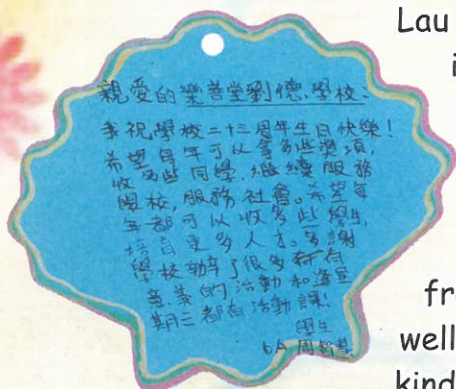 Lau
親愛的樂善堂劉德學校、
我祝學校二十三周年生日快樂!
希望每年可以拿多些獎項,
收多些同學,繼續服務
學校,服務社會。希望每
年都可以收多些學生,
培育更多人才。多謝
學校辦了很多有
意義的活動和逢星
期三都有活動課!
學生
6A 周
well
kind